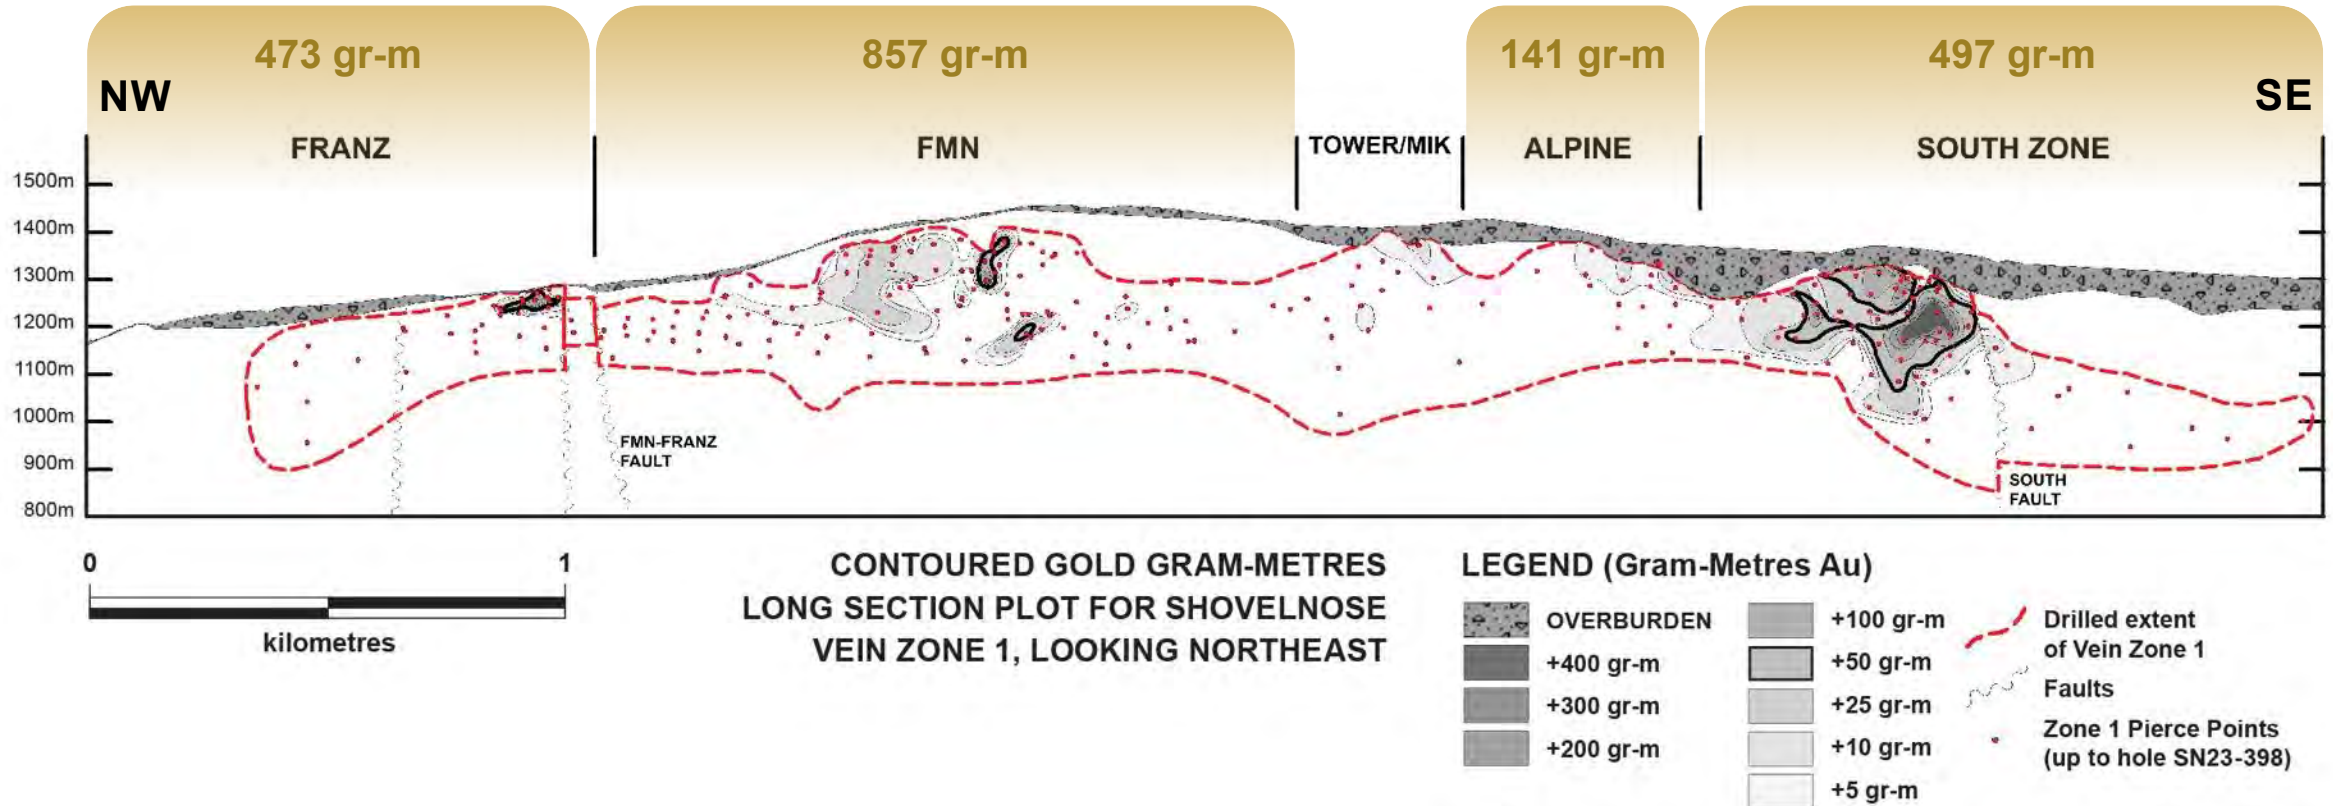 473 gr-m
857 gr-m
141 gr-m
497 gr-m
NW
SE
FRANZ
FMN
TOWER/MIK
ALPINE
SOUTH ZONE
1500m
1400m
1300m
1200m
1100m
1000m
900m
800m
FMN-FRANZ
FAULT
SOUTH
FAULT
0
1
kilometres
CONTOURED GOLD GRAM-METRES
LONG SECTION PLOT FOR SHOVELNOSE
VEIN ZONE 1, LOOKING NORTHEAST
LEGEND (Gram-Metres Au)
OVERBURDEN
+400 gr-m
+300 gr-m
+200 gr-m
+100 gr-m
+50 gr-m
+25 gr-m
+10 gr-m
+5 gr-m
Drilled extent
of Vein Zone 1
Faults
Zone 1 Pierce Points
(up to hole SN23-398)